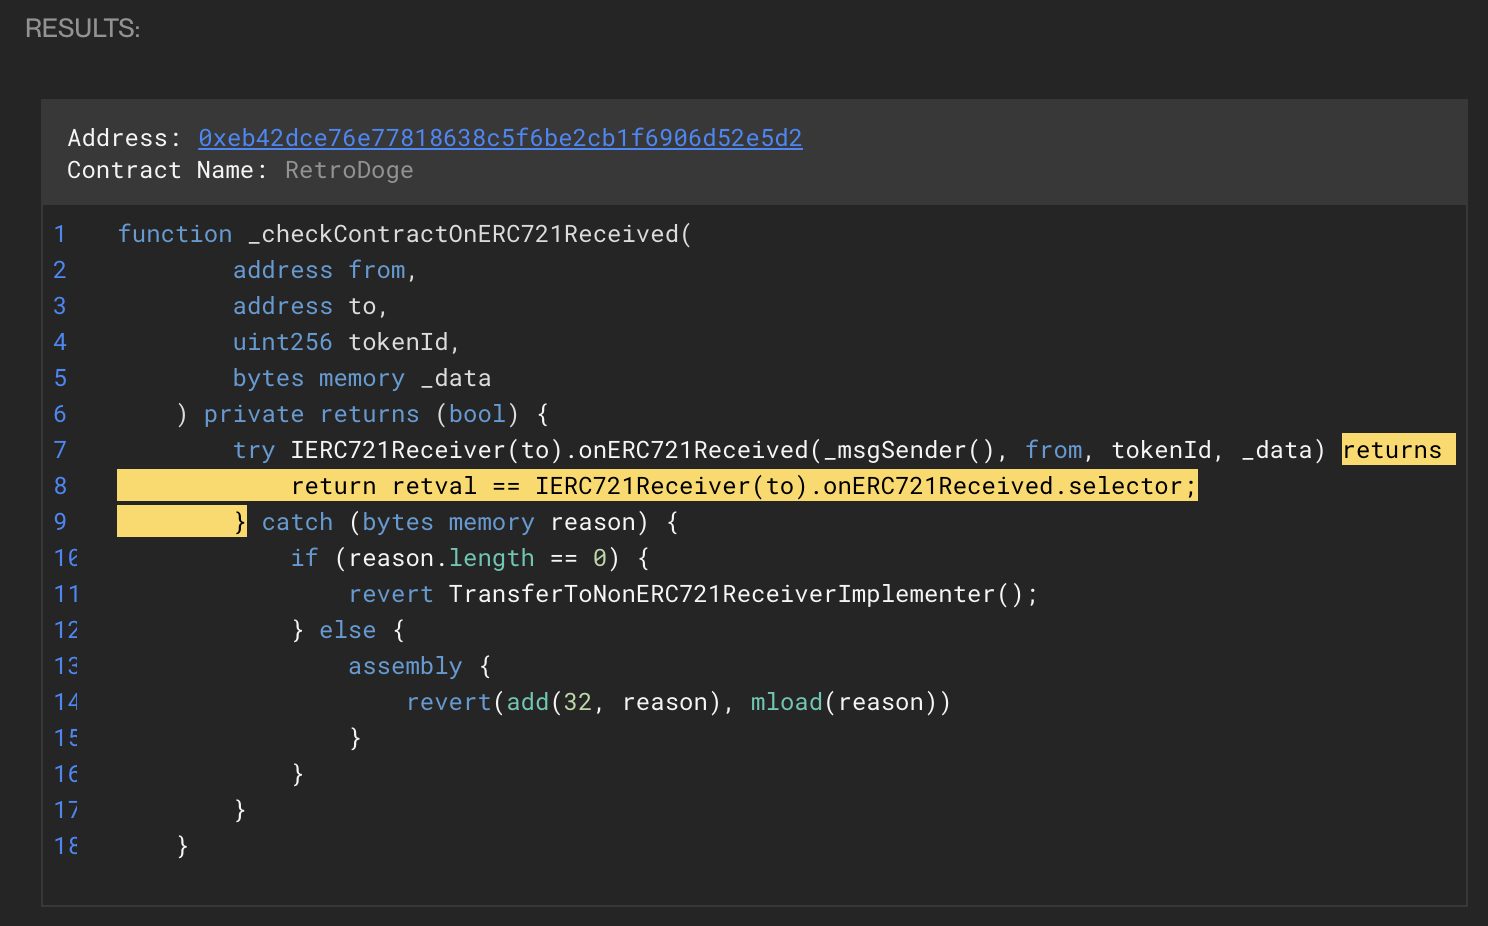 RESULTS:
Address: 0xeb42dce76e77818638c5f6be2cb1f6906d52e5d2
Contract Name: RetroDoge
1 function _checkContractOnERC721Received(
2 address from,
3 address to,
4 uint256 tokenId,
5 bytes memory _data
6 ) private returns (bool) {
7 try IERC721Receiver(to).onERC721Received(_msgSender(), from, tokenId, _data) returns
8 return retval == IERC721Receiver(to).onERC721Received.selector;
9 } catch (bytes memory reason) {
10 if (reason.length == 0) {
11 revert TransferToNonERC721ReceiverImplementer();
12 } else {
13 assembly {
14 revert(add(32, reason), mload(reason))
15 }
16 }
17 }
18 }